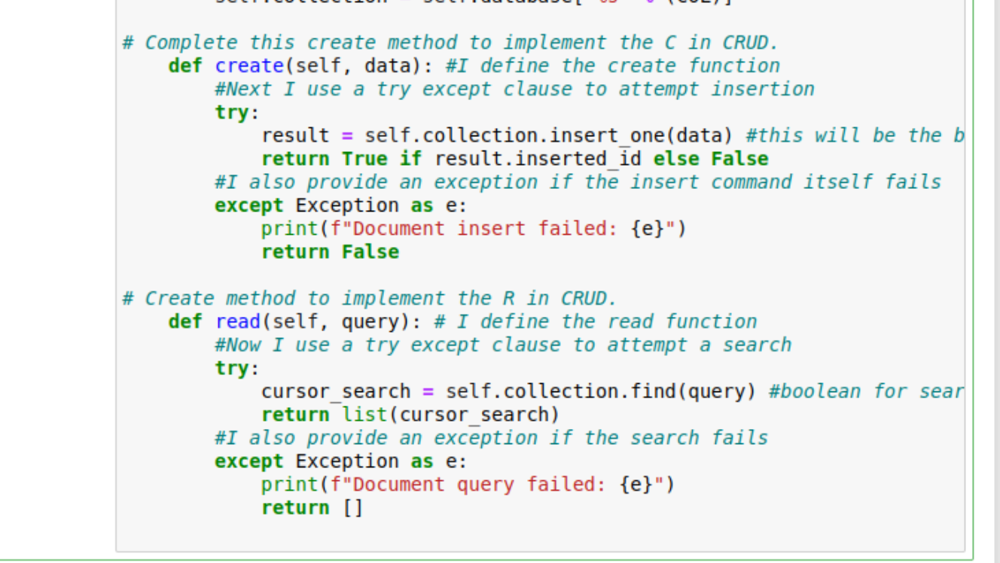 self.collection = self.database[
# Complete this create method to implement the C in CRUD.
    def create(self, data): #I define the create function
        #Next I use a try except clause to attempt insertion
        try:
            result = self.collection.insert_one(data) #this will be the b
            return True if result.inserted_id else False
        #I also provide an exception if the insert command itself fails
        except Exception as e:
            print(f"Document insert failed: {e}")
            return False
# Create method to implement the R in CRUD.
    def read(self, query): # I define the read function
        #Now I use a try except clause to attempt a search
        try:
            cursor_search = self.collection.find(query) #boolean for sear
            return list(cursor_search)
        #I also provide an exception if the search fails
        except Exception as e:
            print(f"Document query failed: {e}")
            return []